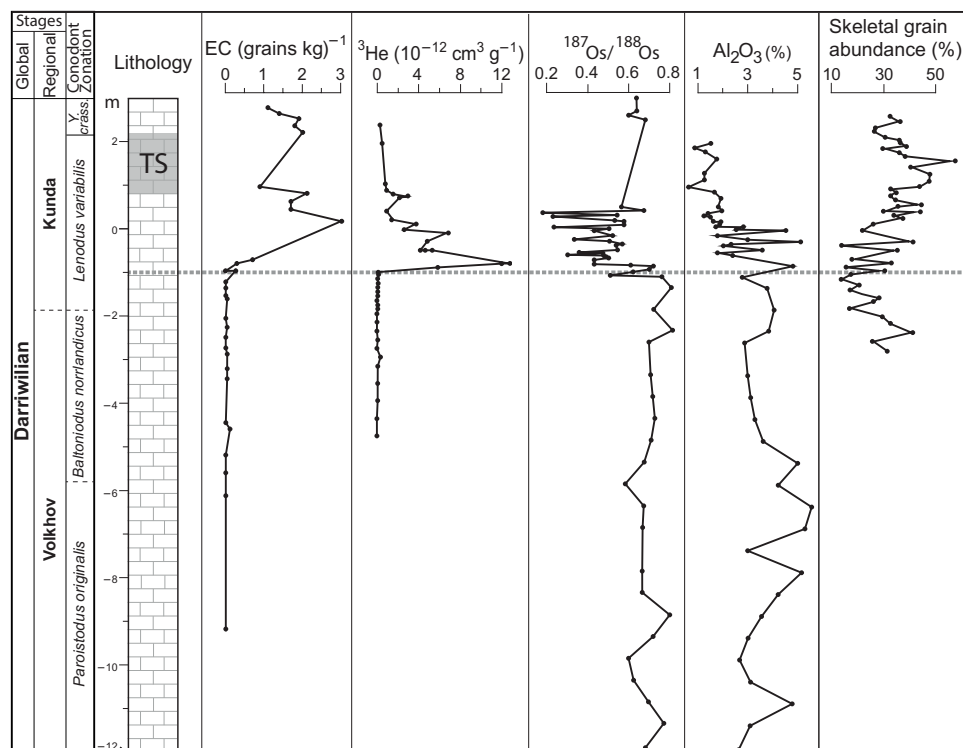 Stages
Global
Regional
Conodont
Zonation
Lithology
EC (grains kg)⁻¹
³He (10⁻¹² cm³ g⁻¹)
¹⁸⁷Os/¹⁸⁸Os
Al₂O₃ (%)
Skeletal grain
abundance (%)
0 1 2 3
0 4 8 12
0.2 0.4 0.6 0.8
1 3 5
10 30 50
m
2
0
−2
−4
−6
−8
−10
−12
TS
Darriwilian
Kunda
Volkhov
Y.
crass.
Lenodus variabilis
Baltoniodus norrlandicus
Paroistodus originalis